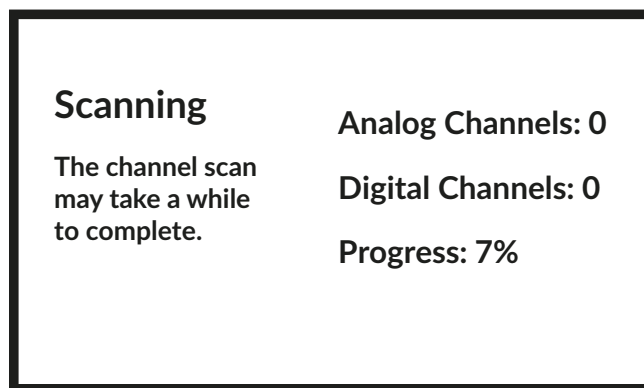 Scanning
The channel scan
may take a while
to complete.
Analog Channels: 0
Digital Channels: 0
Progress: 7%